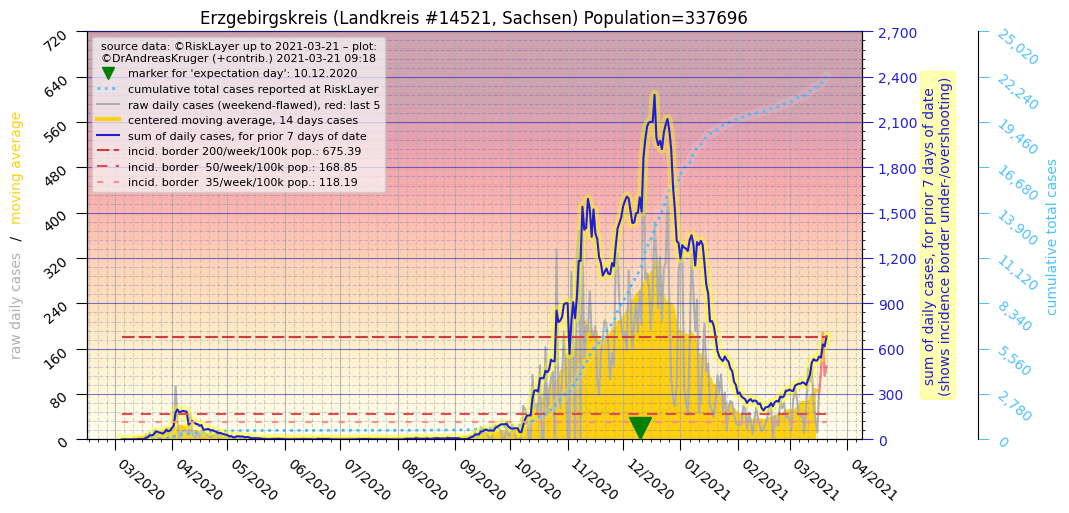 Erzgebirgskreis (Landkreis #14521, Sachsen) Population=337696
source data: ©RiskLayer up to 2021-03-21 – plot:
©DrAndreasKruger (+contrib.) 2021-03-21 09:18
marker for 'expectation day': 10.12.2020
cumulative total cases reported at RiskLayer
raw daily cases (weekend-flawed), red: last 5
centered moving average, 14 days cases
sum of daily cases, for prior 7 days of date
incid. border 200/week/100k pop.: 675.39
incid. border  50/week/100k pop.: 168.85
incid. border  35/week/100k pop.: 118.19
raw daily cases / moving average
720
640
560
480
400
320
240
160
80
0
2,700
2,400
2,100
1,800
1,500
1,200
900
600
300
0
sum of daily cases, for prior 7 days of date
(shows incidence border under-/overshooting)
25,020
22,240
19,460
16,680
13,900
11,120
8,340
5,560
2,780
0
cumulative total cases
03/2020
04/2020
05/2020
06/2020
07/2020
08/2020
09/2020
10/2020
11/2020
12/2020
01/2021
02/2021
03/2021
04/2021